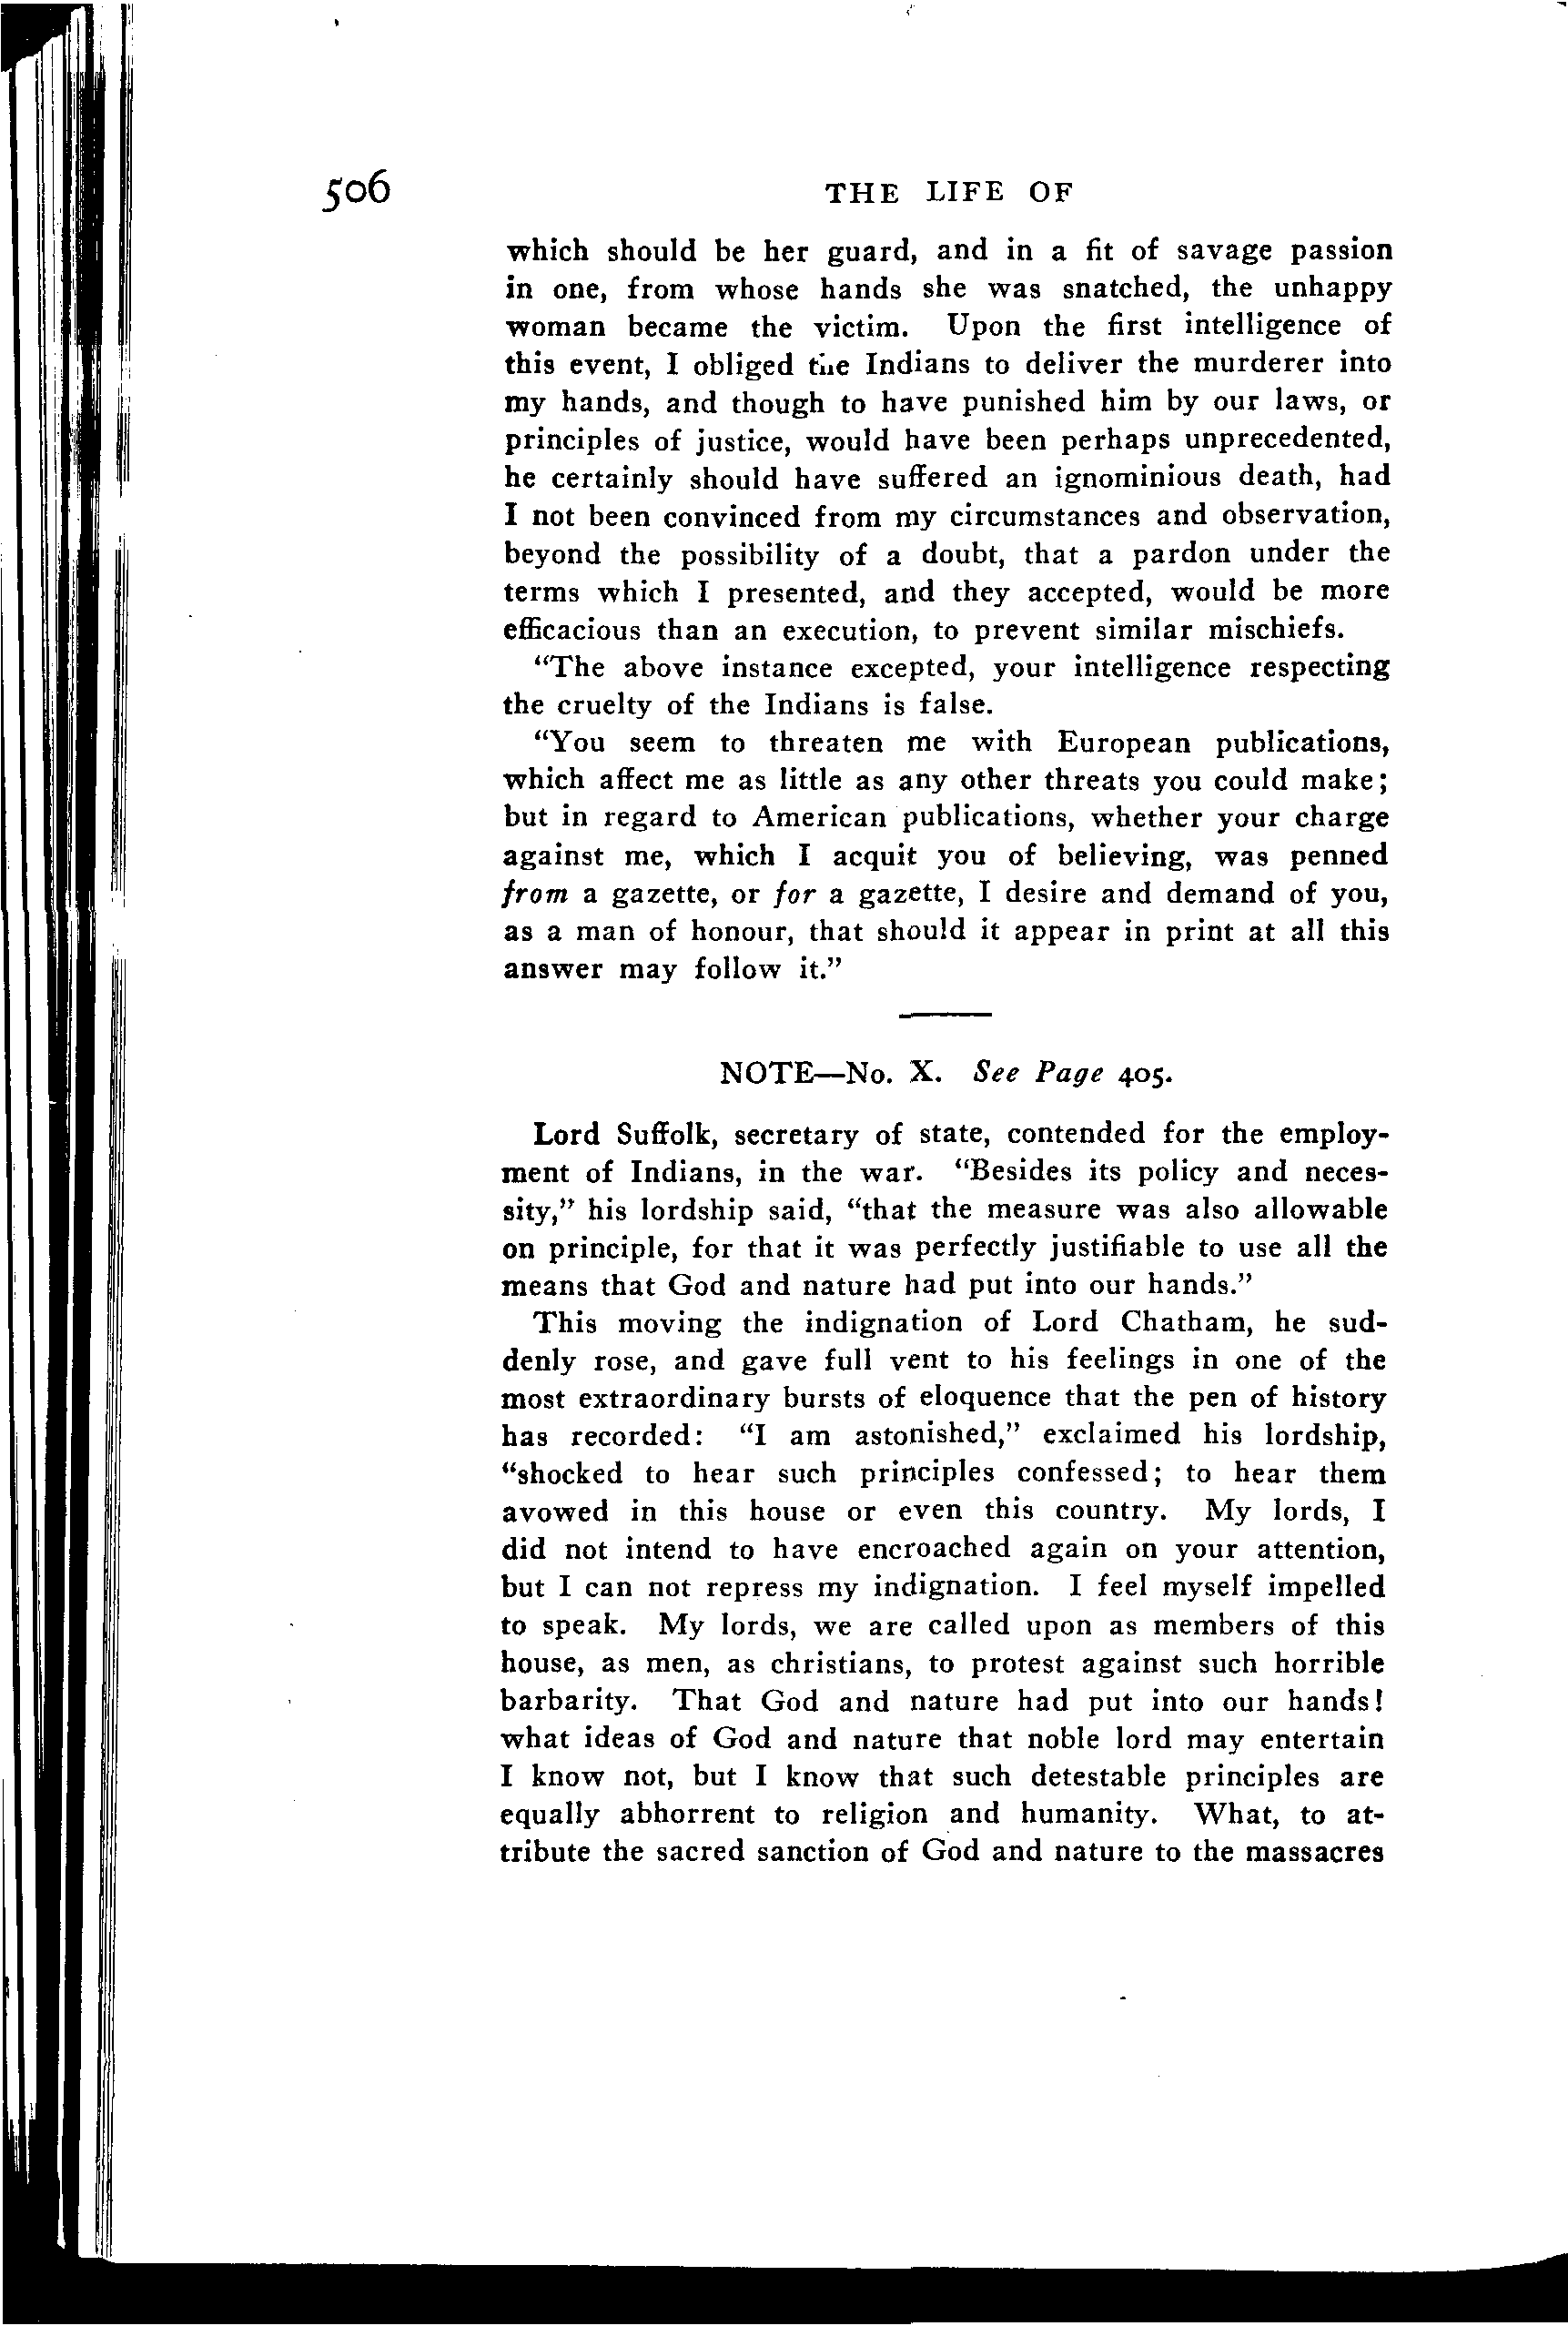 506 THE LIFE OF
which should be her guard, and in a fit of savage passion
in one, from whose hands she was snatched, the unhappy
woman became the victim. Upon the first intelligence of
this event, I obliged the Indians to deliver the murderer into
my hands, and though to have punished him by our laws, or
principles of justice, would have been perhaps unprecedented,
he certainly should have suffered an ignominious death, had
I not been convinced from my circumstances and observation,
beyond the possibility of a doubt, that a pardon under the
terms which I presented, and they accepted, would be more
efficacious than an execution, to prevent similar mischiefs.
"The above instance excepted, your intelligence respecting
the cruelty of the Indians is false.
"You seem to threaten me with European publications,
which affect me as little as any other threats you could make;
but in regard to American publications, whether your charge
against me, which I acquit you of believing, was penned
from a gazette, or for a gazette, I desire and demand of you,
as a man of honour, that should it appear in print at all this
answer may follow it."
NOTE—No. X. See Page 405.
Lord Suffolk, secretary of state, contended for the employ-
ment of Indians, in the war. "Besides its policy and neces-
sity," his lordship said, "that the measure was also allowable
on principle, for that it was perfectly justifiable to use all the
means that God and nature had put into our hands."
This moving the indignation of Lord Chatham, he sud-
denly rose, and gave full vent to his feelings in one of the
most extraordinary bursts of eloquence that the pen of history
has recorded: "I am astonished," exclaimed his lordship,
"shocked to hear such principles confessed; to hear them
avowed in this house or even this country. My lords, I
did not intend to have encroached again on your attention,
but I can not repress my indignation. I feel myself impelled
to speak. My lords, we are called upon as members of this
house, as men, as christians, to protest against such horrible
barbarity. That God and nature had put into our hands!
what ideas of God and nature that noble lord may entertain
I know not, but I know that such detestable principles are
equally abhorrent to religion and humanity. What, to at-
tribute the sacred sanction of God and nature to the massacres